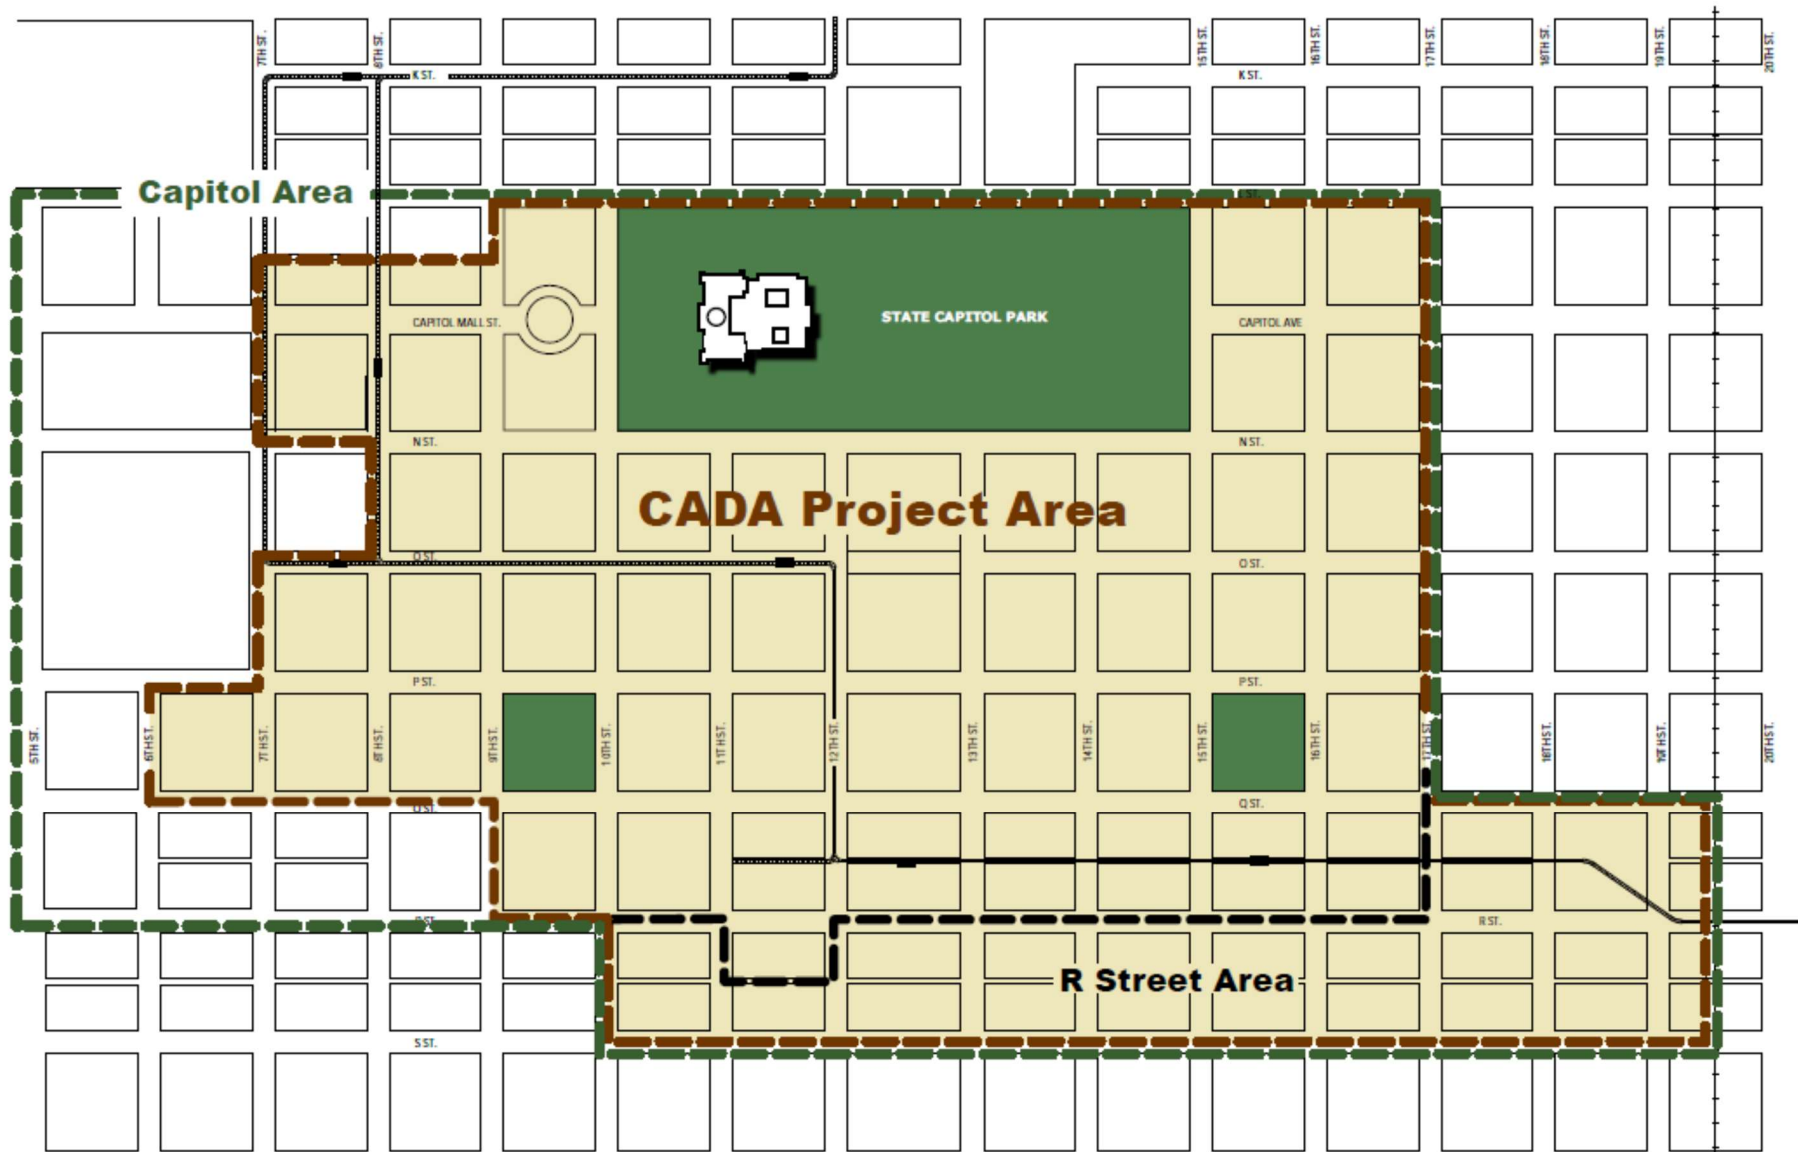 7TH ST.
8TH ST.
15TH ST.
16TH ST.
17TH ST.
18TH ST.
19TH ST.
20TH ST.
K ST.
K ST.
Capitol Area
L ST.
STATE CAPITOL PARK
CAPITOL MALL ST.
CAPITOL AVE
N ST.
N ST.
CADA Project Area
O ST.
O ST.
P ST.
P ST.
5TH ST.
6TH ST.
7TH ST.
8TH ST.
9TH ST.
10TH ST.
11TH ST.
12TH ST.
13TH ST.
14TH ST.
15TH ST.
16TH ST.
17TH ST.
18TH ST.
19TH ST.
20TH ST.
Q ST.
Q ST.
R ST.
R ST.
R Street Area
S ST.